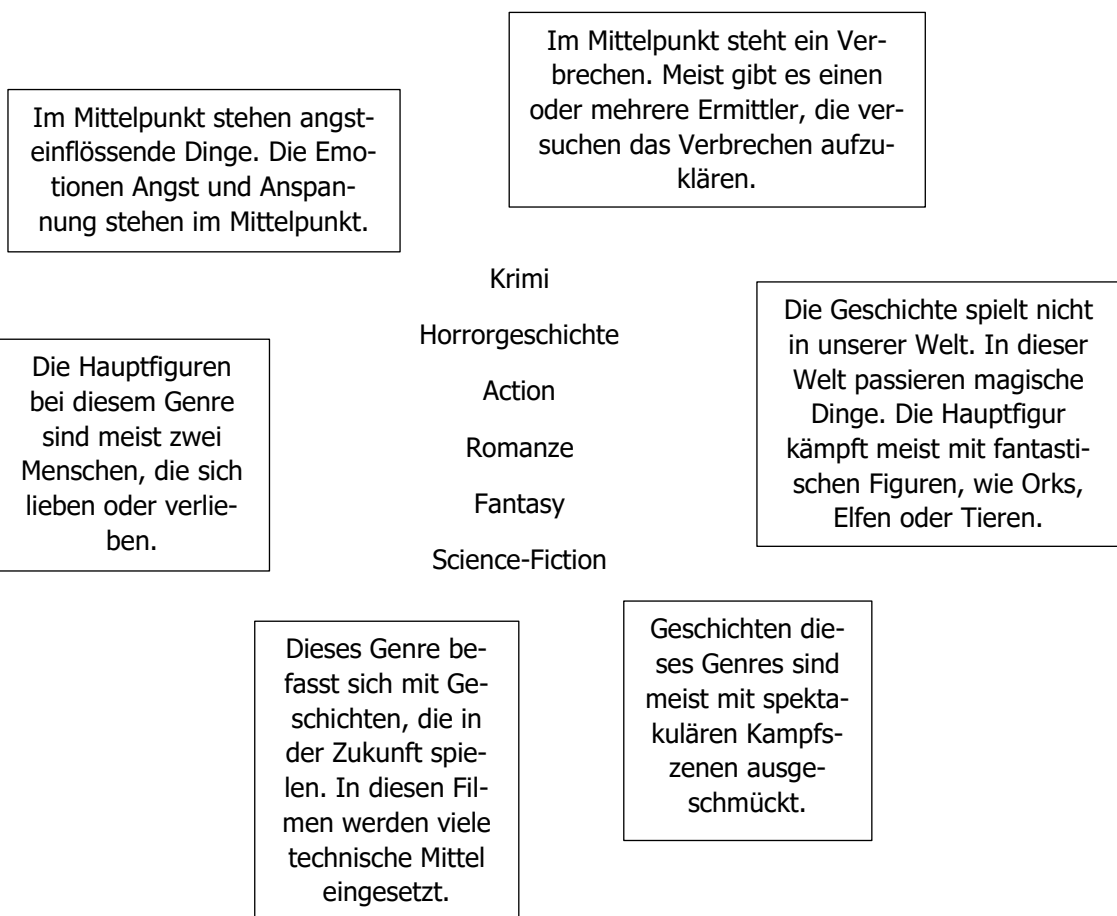 Im Mittelpunkt steht ein Ver-
brechen. Meist gibt es einen
oder mehrere Ermittler, die ver-
suchen das Verbrechen aufzu-
klären.
Im Mittelpunkt stehen angst-
einflössende Dinge. Die Emo-
tionen Angst und Anspan-
nung stehen im Mittelpunkt.
Krimi
Horrorgeschichte
Action
Romanze
Fantasy
Science-Fiction
Die Geschichte spielt nicht
in unserer Welt. In dieser
Welt passieren magische
Dinge. Die Hauptfigur
kämpft meist mit fantasti-
schen Figuren, wie Orks,
Elfen oder Tieren.
Die Hauptfiguren
bei diesem Genre
sind meist zwei
Menschen, die sich
lieben oder verlie-
ben.
Geschichten die-
ses Genres sind
meist mit spekta-
kulären Kampfs-
zenen ausge-
schmückt.
Dieses Genre be-
fasst sich mit Ge-
schichten, die in
der Zukunft spie-
len. In diesen Fil-
men werden viele
technische Mittel
eingesetzt.